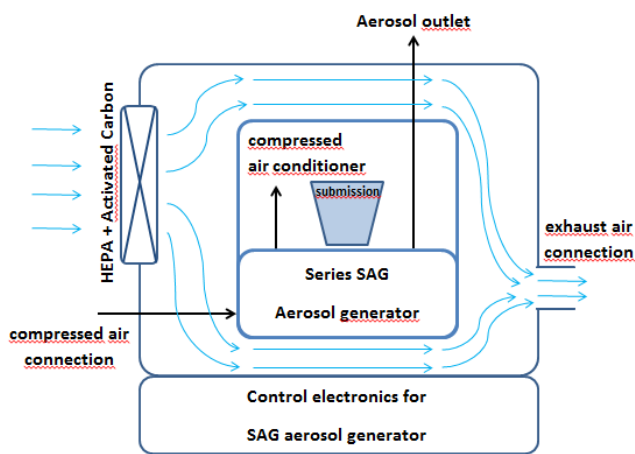 Aerosol outlet
HEPA + Activated Carbon
compressed
air conditioner
submission
exhaust air
connection
Series SAG
Aerosol generator
compressed air
connection
Control electronics for
SAG aerosol generator